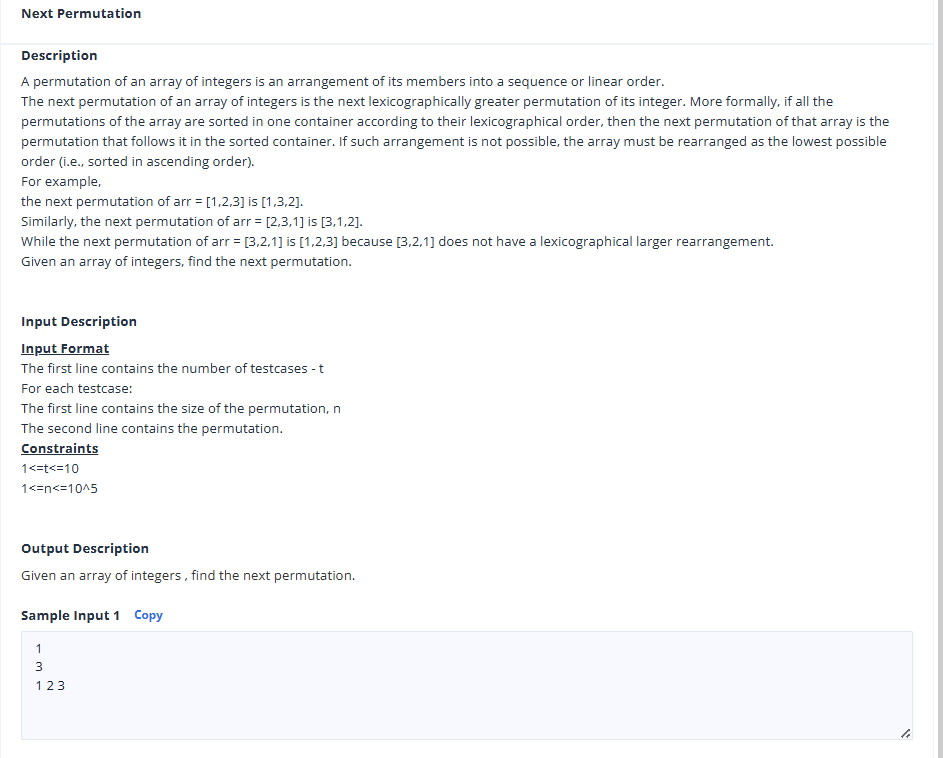 Next Permutation
Description
A permutation of an array of integers is an arrangement of its members into a sequence or linear order.
The next permutation of an array of integers is the next lexicographically greater permutation of its integer. More formally, if all the
permutations of the array are sorted in one container according to their lexicographical order, then the next permutation of that array is the
permutation that follows it in the sorted container. If such arrangement is not possible, the array must be rearranged as the lowest possible
order (i.e., sorted in ascending order).
For example,
the next permutation of arr = [1,2,3] is [1,3,2].
Similarly, the next permutation of arr = [2,3,1] is [3,1,2].
While the next permutation of arr = [3,2,1] is [1,2,3] because [3,2,1] does not have a lexicographical larger rearrangement.
Given an array of integers, find the next permutation.
Input Description
Input Format
The first line contains the number of testcases - t
For each testcase:
The first line contains the size of the permutation, n
The second line contains the permutation.
Constraints
1<=t<=10
1<=n<=10^5
Output Description
Given an array of integers , find the next permutation.
Sample Input 1 Copy
1
3
1 2 3